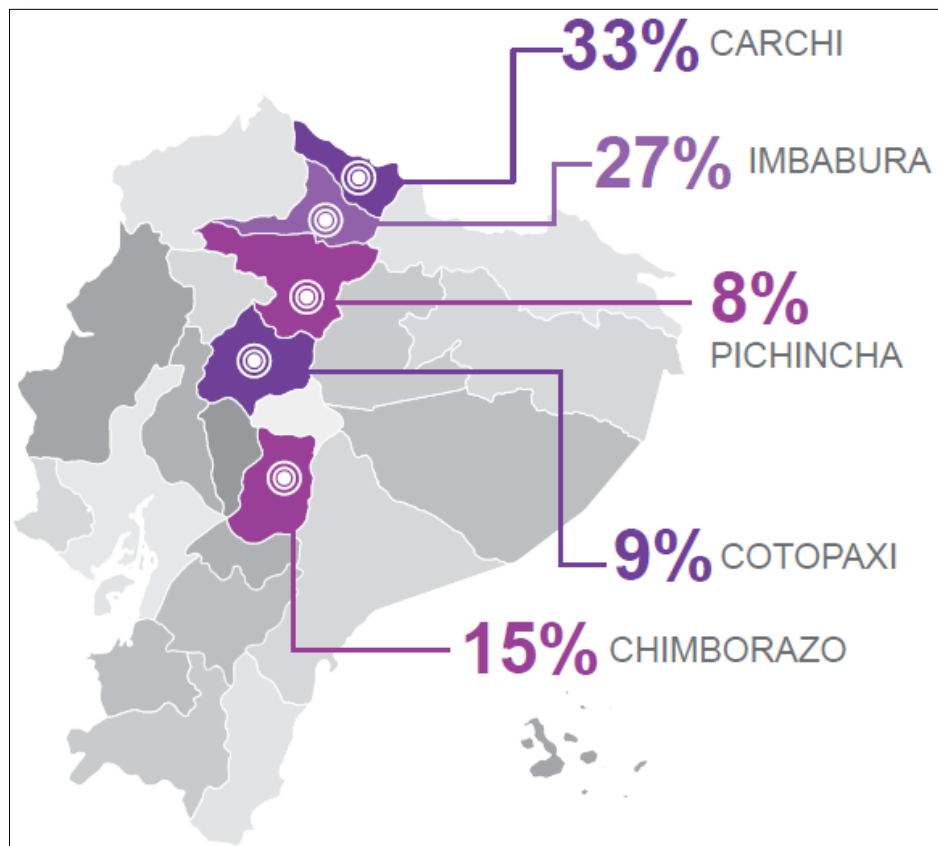 33% CARCHI
27% IMBABURA
8%
PICHINCHA
9% COTOPAXI
15% CHIMBORAZO